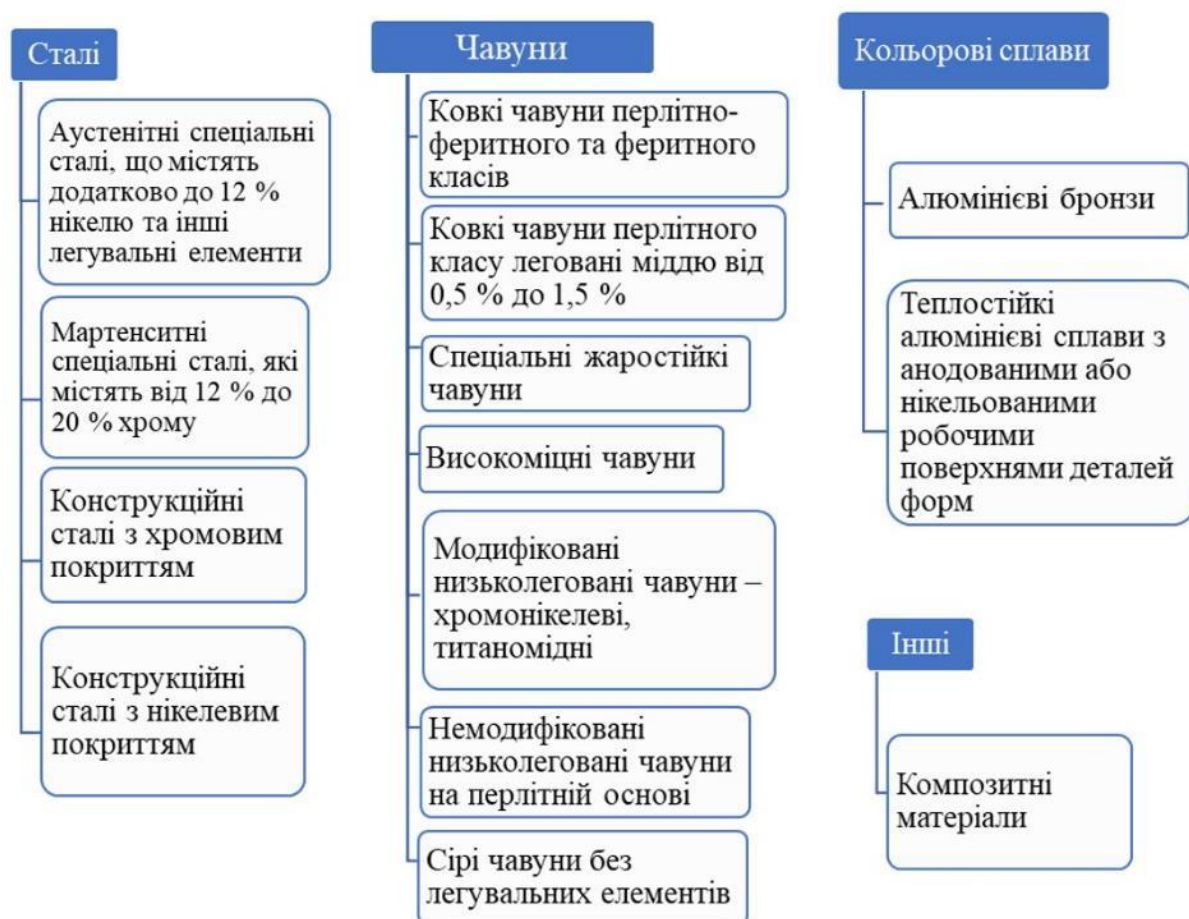 Сталі
Аустенітні спеціальні
сталі, що містять
додатково до 12 %
нікелю та інші
легувальні елементи
Мартенситні
спеціальні сталі, які
містять від 12 % до
20 % хрому
Конструкційні
сталі з хромовим
покриттям
Конструкційні
сталі з нікелевим
покриттям
Чавуни
Ковкі чавуни перлітно-
феритного та феритного
класів
Ковкі чавуни перлітного
класу леговані міддю від
0,5 % до 1,5 %
Спеціальні жаростійкі
чавуни
Високоміцні чавуни
Модифіковані
низьколеговані чавуни –
хромонікелеві,
титаномідні
Немодифіковані
низьколеговані чавуни
на перлітній основі
Сірі чавуни без
легувальних елементів
Кольорові сплави
Алюмінієві бронзи
Теплостійкі
алюмінієві сплави з
анодованими або
нікельованими
робочими
поверхнями деталей
форм
Інші
Композитні
матеріали